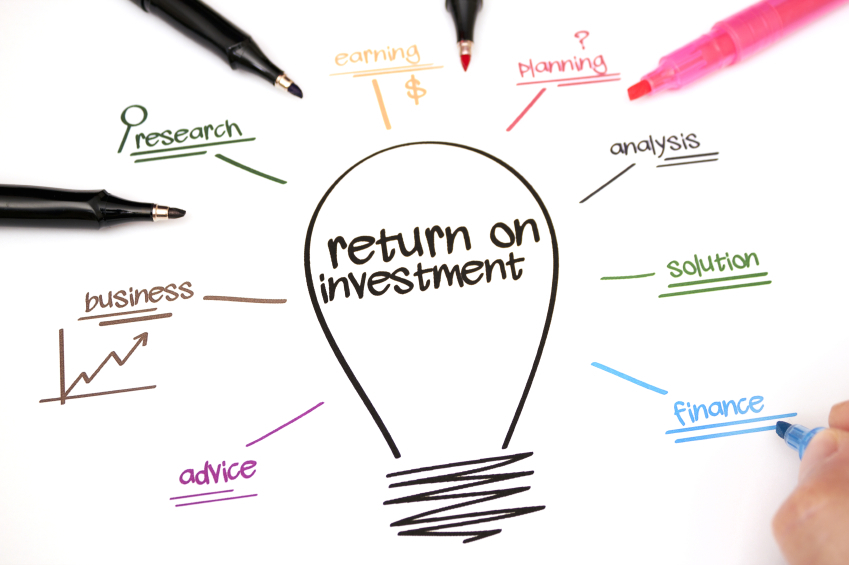 earning
$
?
planning
research
analysis
return on
investment
solution
business
finance
advice